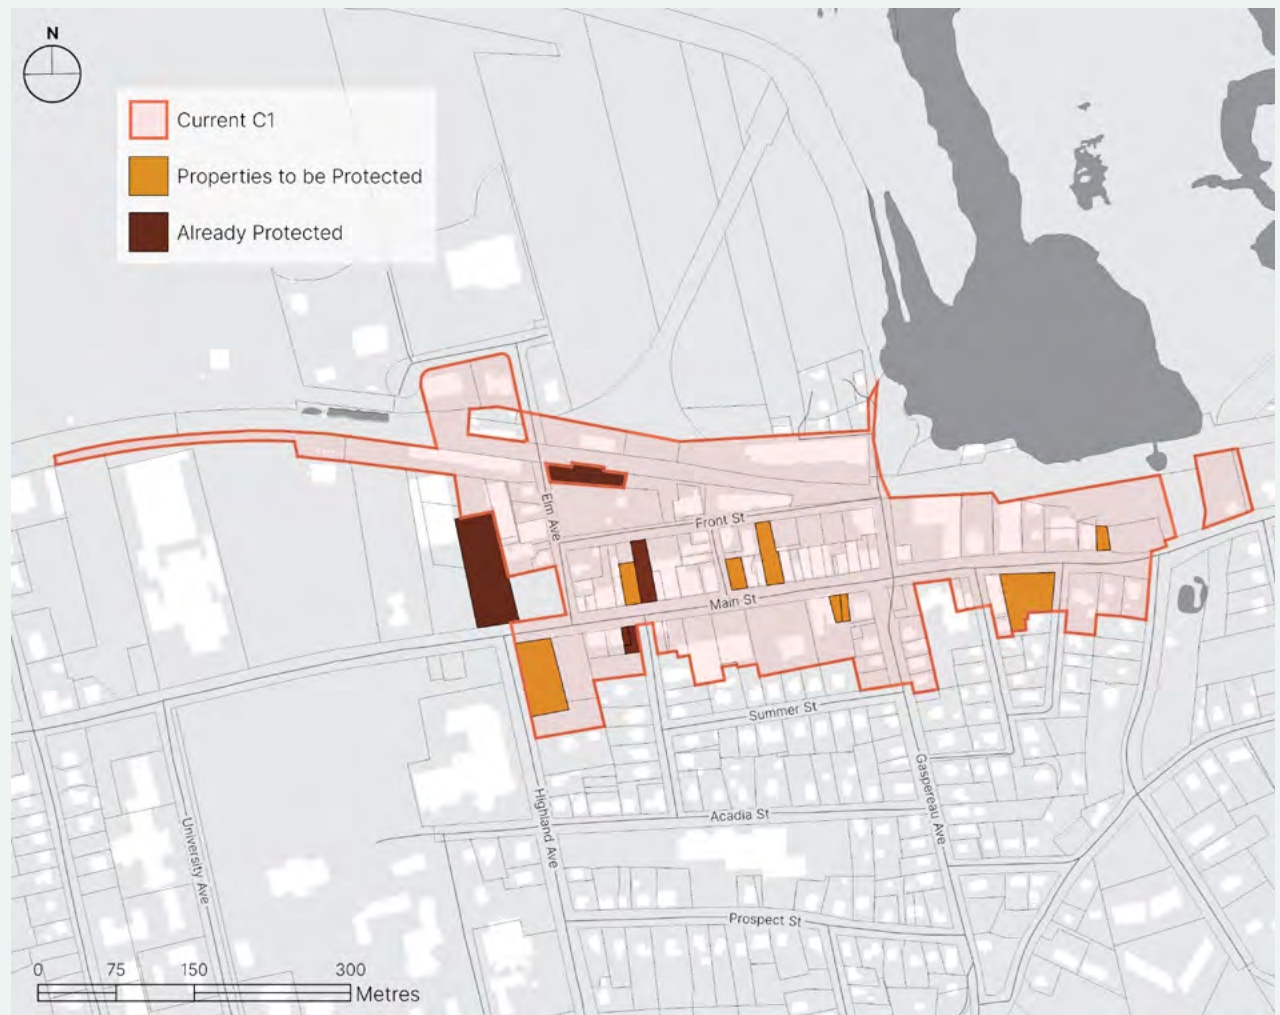 N
Current C1
Properties to be Protected
Already Protected
Elm Ave
Front St
Main St
Summer St
Gaspereau Ave
Highland Ave
Acadia St
University Ave
Prospect St
0 75 150 300
Metres